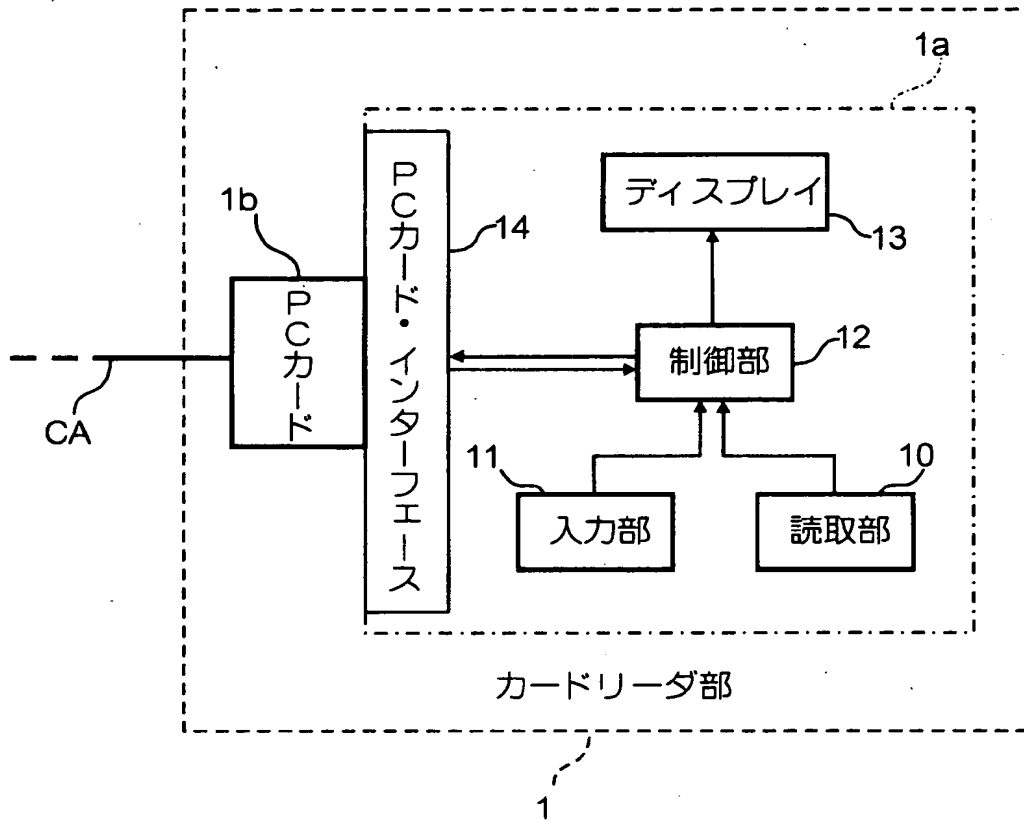 1a
ディスプレイ
13
1b
PCカード
PCカード・インターフェース
14
制御部
12
CA
11
入力部
10
読取部
カードリーダ部
1